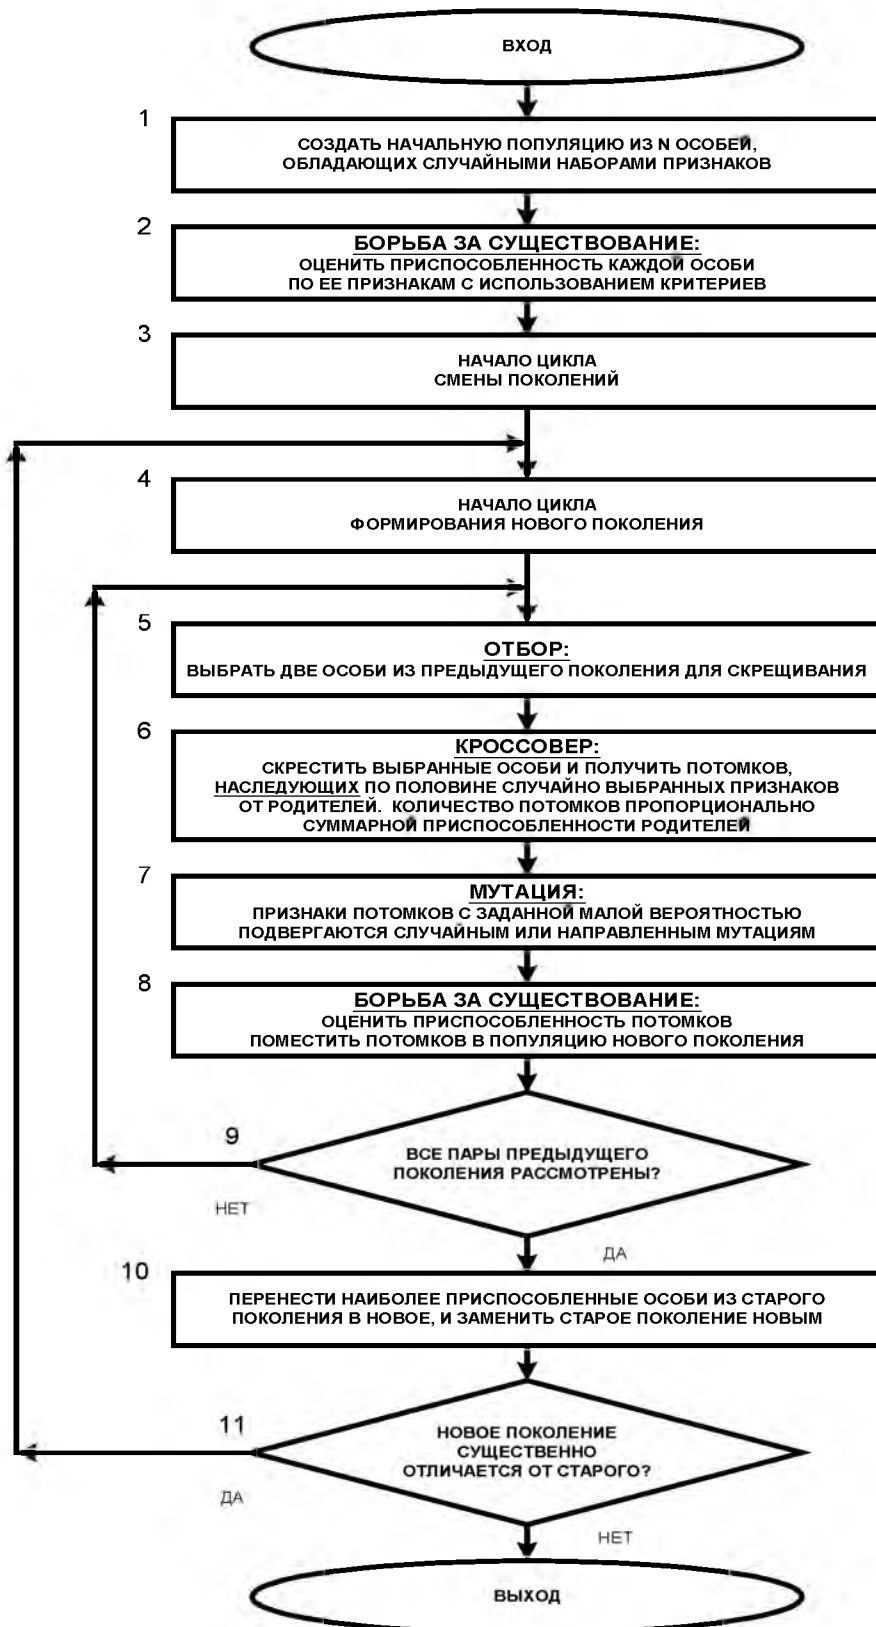 ВХОД
1
СОЗДАТЬ НАЧАЛЬНУЮ ПОПУЛЯЦИЮ ИЗ N ОСОБЕЙ,
ОБЛАДАЮЩИХ СЛУЧАЙНЫМИ НАБОРАМИ ПРИЗНАКОВ
2
БОРЬБА ЗА СУЩЕСТВОВАНИЕ:
ОЦЕНИТЬ ПРИСПОСОБЛЕННОСТЬ КАЖДОЙ ОСОБИ
ПО ЕЕ ПРИЗНАКАМ С ИСПОЛЬЗОВАНИЕМ КРИТЕРИЕВ
3
НАЧАЛО ЦИКЛА
СМЕНЫ ПОКОЛЕНИЙ
4
НАЧАЛО ЦИКЛА
ФОРМИРОВАНИЯ НОВОГО ПОКОЛЕНИЯ
5
ОТБОР:
ВЫБРАТЬ ДВЕ ОСОБИ ИЗ ПРЕДЫДУЩЕГО ПОКОЛЕНИЯ ДЛЯ СКРЕЩИВАНИЯ
6
КРОССОВЕР:
СКРЕСТИТЬ ВЫБРАННЫЕ ОСОБИ И ПОЛУЧИТЬ ПОТОМКОВ,
НАСЛЕДУЮЩИХ ПО ПОЛОВИНЕ СЛУЧАЙНО ВЫБРАННЫХ ПРИЗНАКОВ
ОТ РОДИТЕЛЕЙ. КОЛИЧЕСТВО ПОТОМКОВ ПРОПОРЦИОНАЛЬНО
СУММАРНОЙ ПРИСПОСОБЛЕННОСТИ РОДИТЕЛЕЙ
7
МУТАЦИЯ:
ПРИЗНАКИ ПОТОМКОВ С ЗАДАННОЙ МАЛОЙ ВЕРОЯТНОСТЬЮ
ПОДВЕРГАЮТСЯ СЛУЧАЙНЫМ ИЛИ НАПРАВЛЕННЫМ МУТАЦИЯМ
8
БОРЬБА ЗА СУЩЕСТВОВАНИЕ:
ОЦЕНИТЬ ПРИСПОСОБЛЕННОСТЬ ПОТОМКОВ
ПОМЕСТИТЬ ПОТОМКОВ В ПОПУЛЯЦИЮ НОВОГО ПОКОЛЕНИЯ
9
ВСЕ ПАРЫ ПРЕДЫДУЩЕГО
ПОКОЛЕНИЯ РАССМОТРЕНЫ?
НЕТ
ДА
10
ПЕРЕНЕСТИ НАИБОЛЕЕ ПРИСПОСОБЛЕННЫЕ ОСОБИ ИЗ СТАРОГО
ПОКОЛЕНИЯ В НОВОЕ, И ЗАМЕНИТЬ СТАРОЕ ПОКОЛЕНИЕ НОВЫМ
11
НОВОЕ ПОКОЛЕНИЕ
СУЩЕСТВЕННО
ОТЛИЧАЕТСЯ ОТ СТАРОГО?
ДА
НЕТ
ВЫХОД